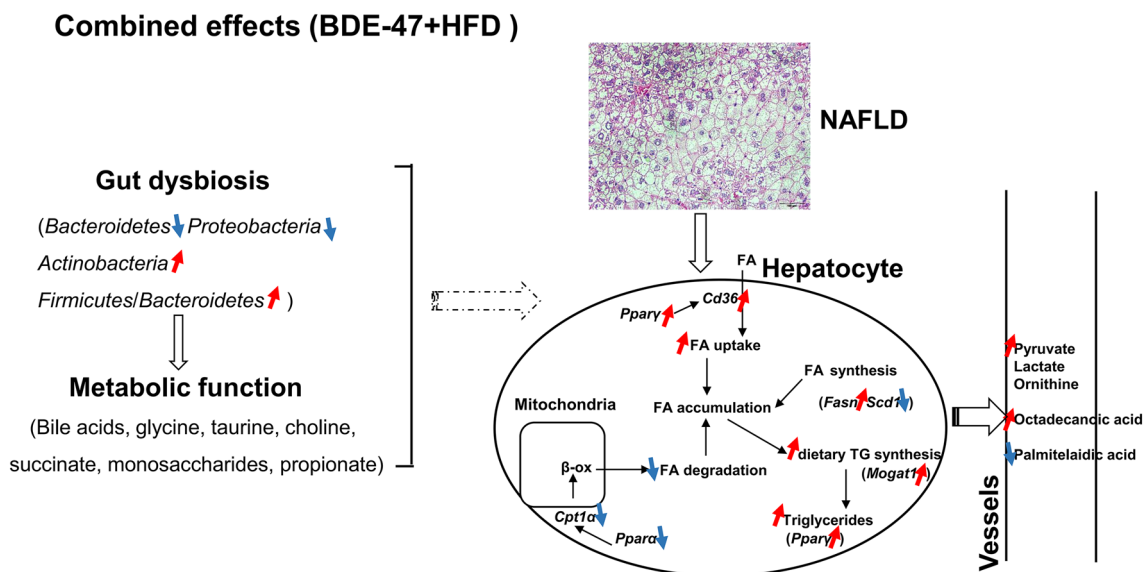 Combined effects (BDE-47+HFD )
NAFLD
Gut dysbiosis
(Bacteroidetes Proteobacteria
Actinobacteria
Firmicutes/Bacteroidetes )
Metabolic function
(Bile acids, glycine, taurine, choline,
succinate, monosaccharides, propionate)
FA
Hepatocyte
Cd36
Pparγ
FA uptake
FA synthesis
(Fasn Scd1 )
FA accumulation
Mitochondria
β-ox
FA degradation
dietary TG synthesis
(Mogat1 )
Cpt1α
Pparα
Triglycerides
(Pparγ )
Pyruvate
Lactate
Ornithine
Octadecanoic acid
Palmitelaidic acid
Vessels